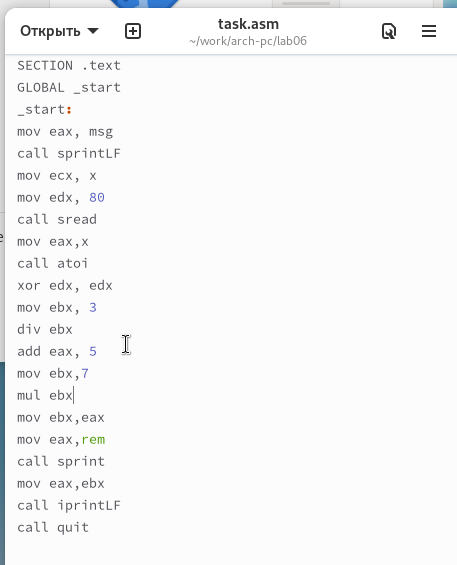 Открыть
task.asm
~/work/arch-pc/lab06
SECTION .text
GLOBAL _start
_start:
mov eax, msg
call sprintLF
mov ecx, x
mov edx, 80
call sread
mov eax,x
call atoi
xor edx, edx
mov ebx, 3
div ebx
add eax, 5
mov ebx,7
mul ebx
mov ebx,eax
mov eax,rem
call sprint
mov eax,ebx
call iprintLF
call quit